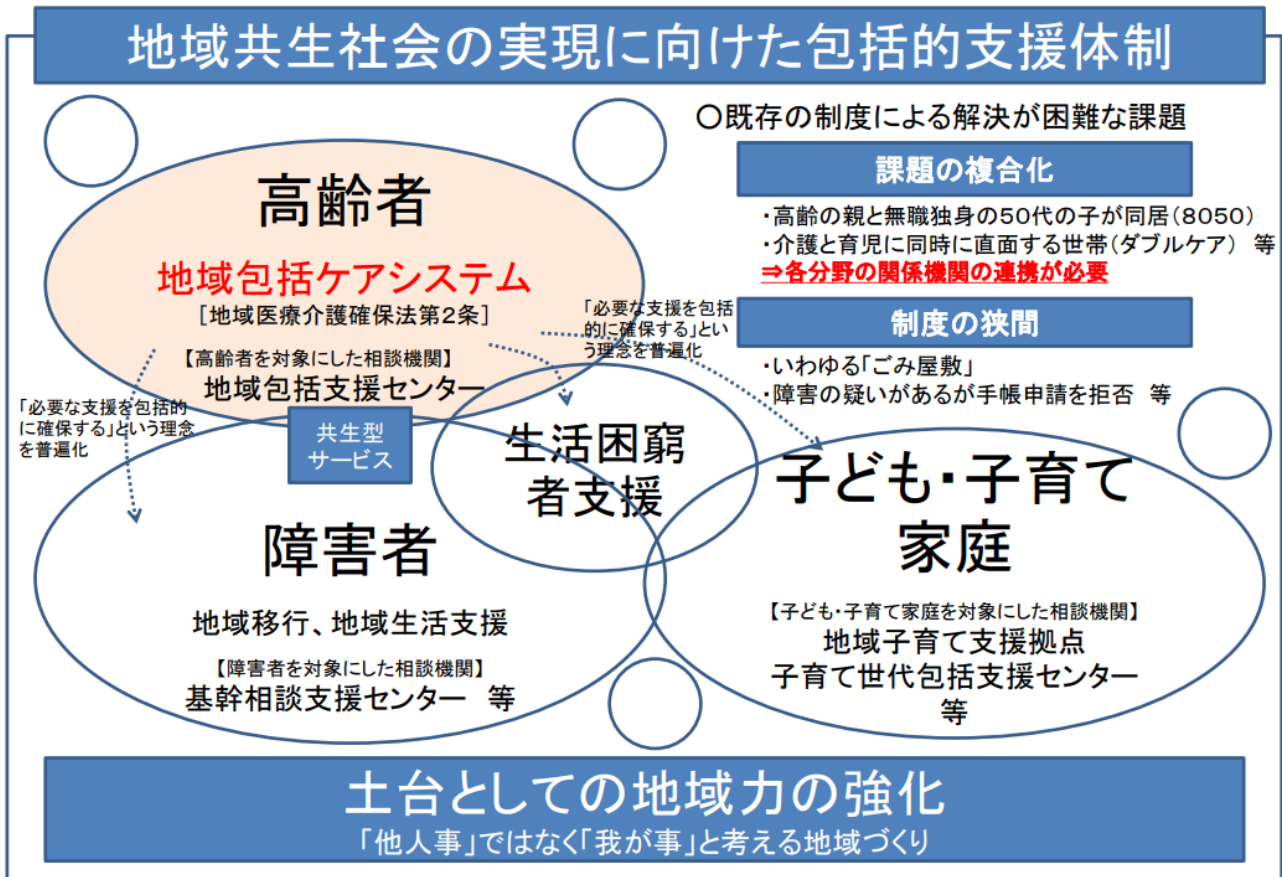 地域共生社会の実現に向けた包括的支援体制
○既存の制度による解決が困難な課題
課題の複合化
・高齢の親と無職独身の50代の子が同居(8050)
・介護と育児に同時に直面する世帯(ダブルケア) 等
⇒各分野の関係機関の連携が必要
制度の狭間
・いわゆる「ごみ屋敷」
・障害の疑いがあるが手帳申請を拒否 等
高齢者
地域包括ケアシステム
[地域医療介護確保法第2条]
【高齢者を対象にした相談機関】
地域包括支援センター
「必要な支援を包括
的に確保する」とい
う理念を普遍化
「必要な支援を包括的
に確保する」という理念
を普遍化
共生型
サービス
生活困窮
者支援
障害者
地域移行、地域生活支援
【障害者を対象にした相談機関】
基幹相談支援センター 等
子ども・子育て
家庭
【子ども・子育て家庭を対象にした相談機関】
地域子育て支援拠点
子育て世代包括支援センター
等
土台としての地域力の強化
「他人事」ではなく「我が事」と考える地域づくり